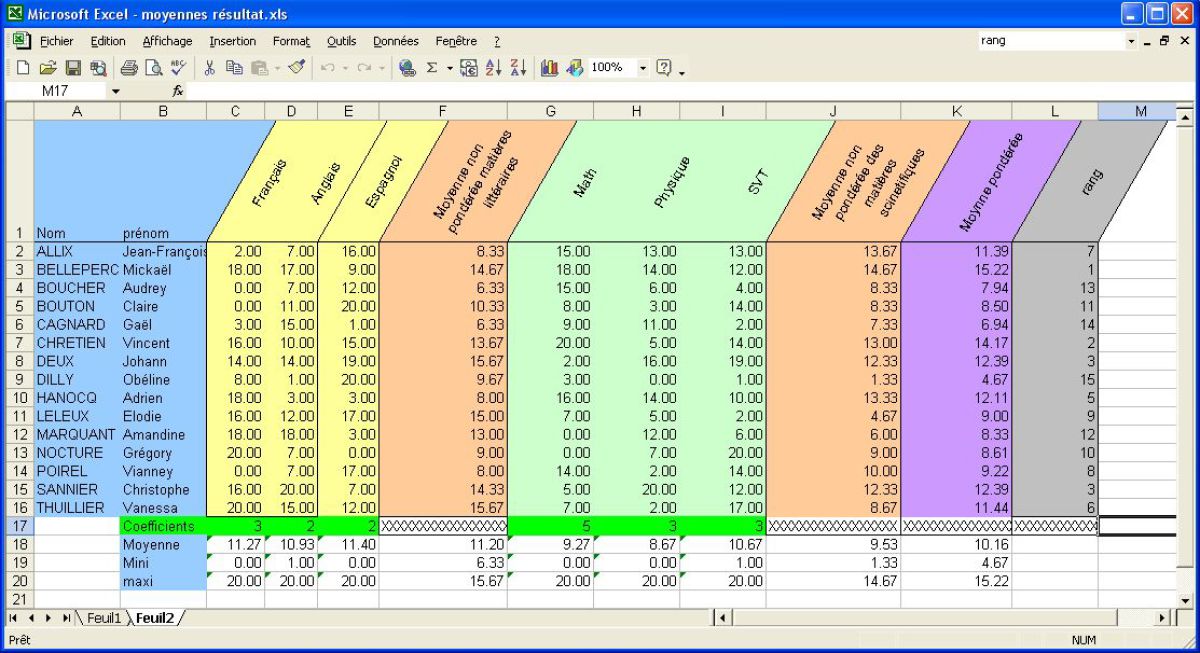 Microsoft Excel - moyennes résultat.xls
Fichier Edition Affichage Insertion Format Outils Données Fenêtre ? rang
100%
M17 fx
A B C D E F G H I J K L M
1 Nom prénom Français Anglais Espagnol Moyenne non pondérée matières littéraires Math Physique SVT Moyenne non pondérée des matières scinetifiques Moynne pondérée rang
2 ALLIX Jean-François 2.00 7.00 16.00 8.33 15.00 13.00 13.00 13.67 11.39 7
3 BELLEPERC Mickaël 18.00 17.00 9.00 14.67 18.00 14.00 12.00 14.67 15.22 1
4 BOUCHER Audrey 0.00 7.00 12.00 6.33 15.00 6.00 4.00 8.33 7.94 13
5 BOUTON Claire 0.00 11.00 20.00 10.33 8.00 3.00 14.00 8.33 8.50 11
6 CAGNARD Gaël 3.00 15.00 1.00 6.33 9.00 11.00 2.00 7.33 6.94 14
7 CHRETIEN Vincent 16.00 10.00 15.00 13.67 20.00 5.00 14.00 13.00 14.17 2
8 DEUX Johann 14.00 14.00 19.00 15.67 2.00 16.00 19.00 12.33 12.39 3
9 DILLY Obéline 8.00 1.00 20.00 9.67 3.00 0.00 1.00 1.33 4.67 15
10 HANOCQ Adrien 18.00 3.00 3.00 8.00 16.00 14.00 10.00 13.33 12.11 5
11 LELEUX Elodie 16.00 12.00 17.00 15.00 7.00 5.00 2.00 4.67 9.00 9
12 MARQUANT Amandine 18.00 18.00 3.00 13.00 0.00 12.00 6.00 6.00 8.33 12
13 NOCTURE Grégory 20.00 7.00 0.00 9.00 0.00 7.00 20.00 9.00 8.61 10
14 POIREL Vianney 0.00 7.00 17.00 8.00 14.00 2.00 14.00 10.00 9.22 8
15 SANNIER Christophe 16.00 20.00 7.00 14.33 5.00 20.00 12.00 12.33 12.39 3
16 THUILLIER Vanessa 20.00 15.00 12.00 15.67 7.00 2.00 17.00 8.67 11.44 6
17 Coefficients 3 2 2 XXXXXXXXXXXXXXXX 5 3 3 XXXXXXXXXXXXXXXX XXXXXXXXXXXXX XXXXXXXXXX
18 Moyenne 11.27 10.93 11.40 11.20 9.27 8.67 10.67 9.53 10.16
19 Mini 0.00 1.00 0.00 6.33 0.00 0.00 1.00 1.33 4.67
20 maxi 20.00 20.00 20.00 15.67 20.00 20.00 20.00 14.67 15.22
21
Feuil1 Feuil2
Prêt NUM